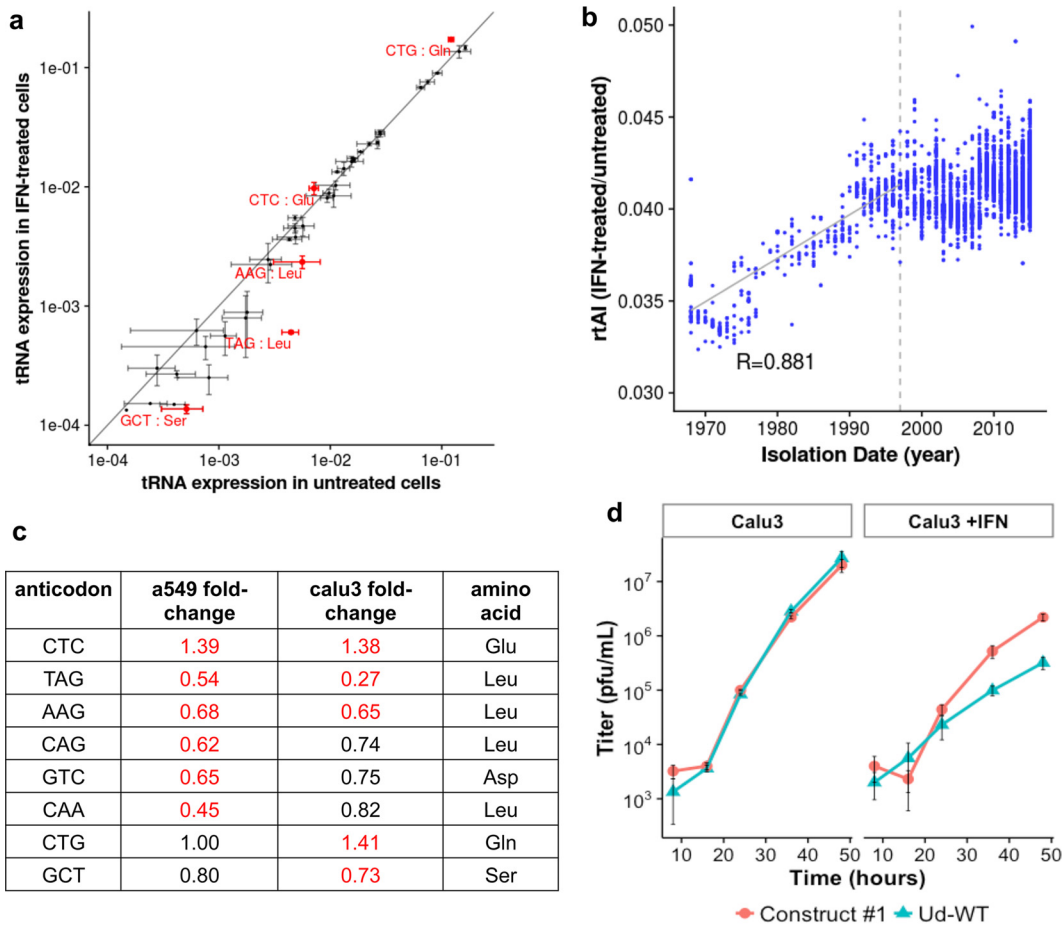 a
tRNA expression in IFN-treated cells
1e-01
1e-02
1e-03
1e-04
CTG : Gln
CTC : Glu
AAG : Leu
TAG : Leu
GCT : Ser
1e-04 1e-03 1e-02 1e-01
tRNA expression in untreated cells
b
rtAI (IFN-treated/untreated)
0.050
0.045
0.040
0.035
0.030
R=0.881
1970 1980 1990 2000 2010
Isolation Date (year)
c
anticodon a549 fold-change calu3 fold-change amino acid
CTC 1.39 1.38 Glu
TAG 0.54 0.27 Leu
AAG 0.68 0.65 Leu
CAG 0.62 0.74 Leu
GTC 0.65 0.75 Asp
CAA 0.45 0.82 Leu
CTG 1.00 1.41 Gln
GCT 0.80 0.73 Ser
d
Calu3 Calu3 +IFN
Titer (pfu/mL)
10⁷
10⁶
10⁵
10⁴
10³
10 20 30 40 50 10 20 30 40 50
Time (hours)
Construct #1 Ud-WT